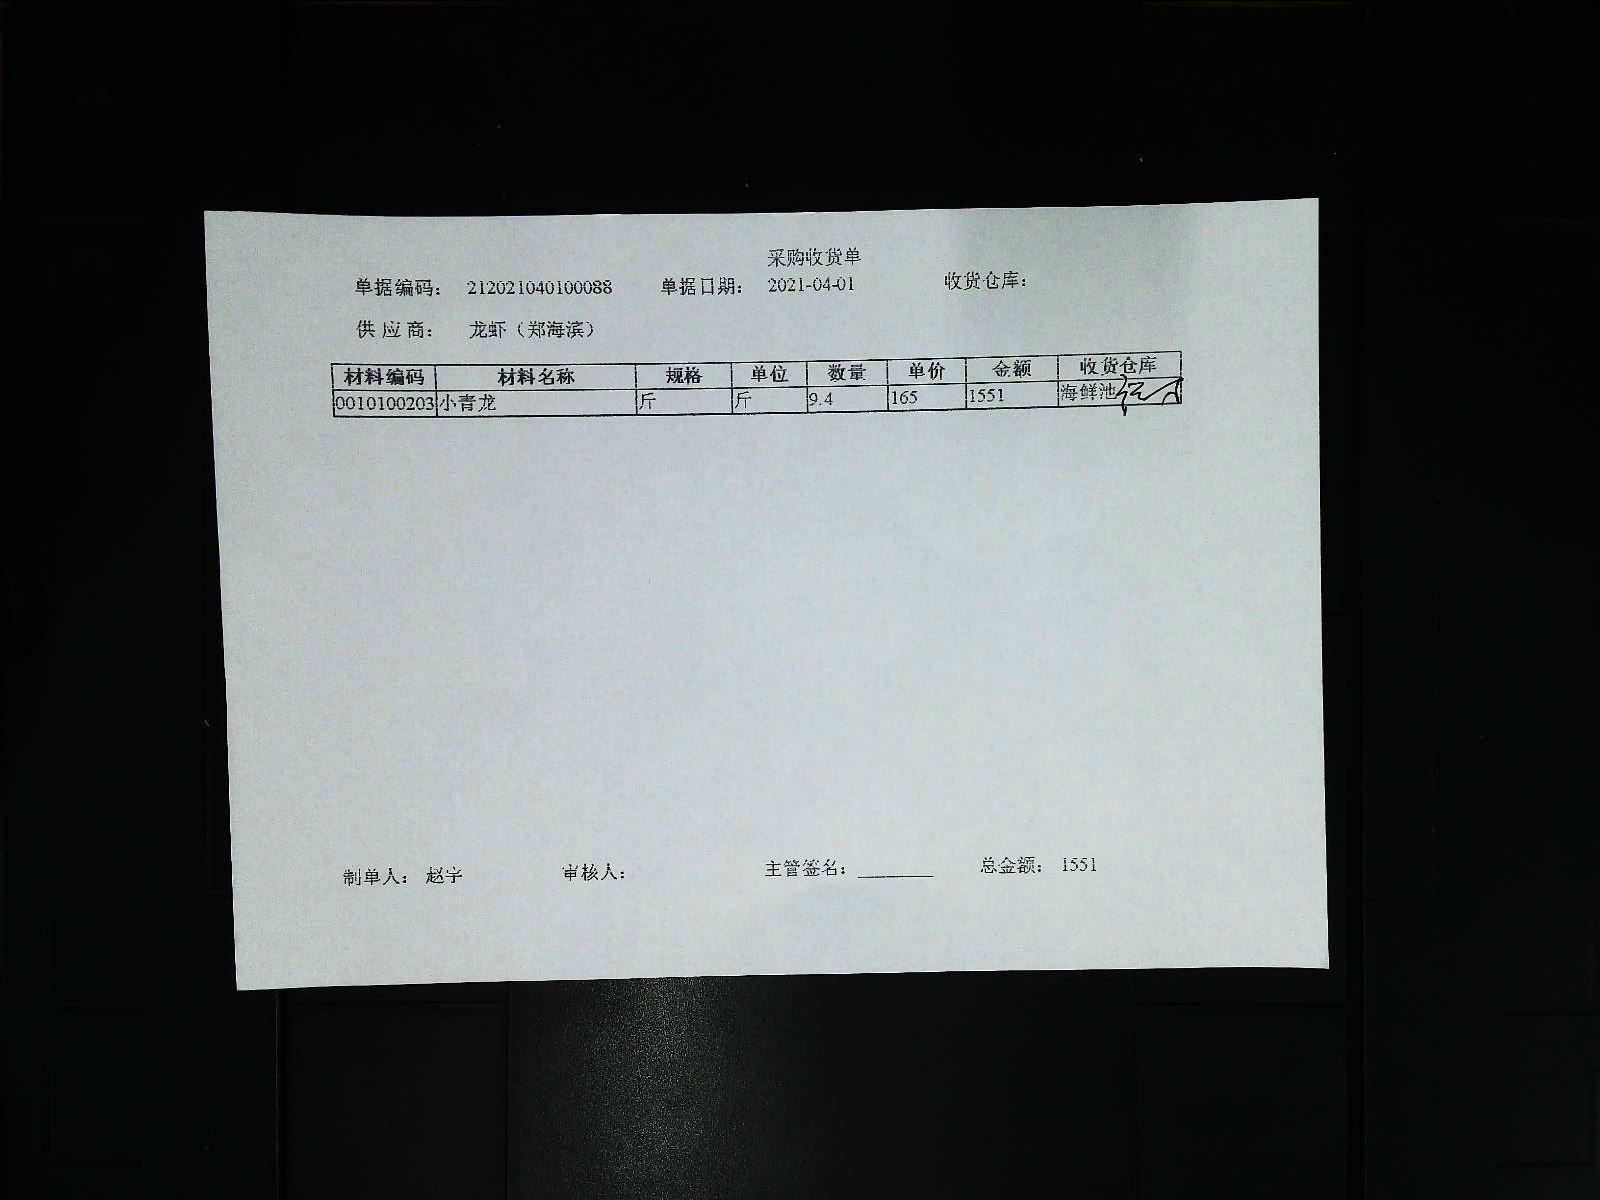 采购收货单
单据编码： 212021040100088 单据日期： 2021-04-01 收货仓库：
供应商： 龙虾（郑海滨）
材料编码 材料名称 规格 单位 数量 单价 金额 收货仓库
0010100203 小青龙 斤 斤 9.4 165 1551 海鲜池
制单人： 赵宇 审核人： 主管签名： 总金额： 1551